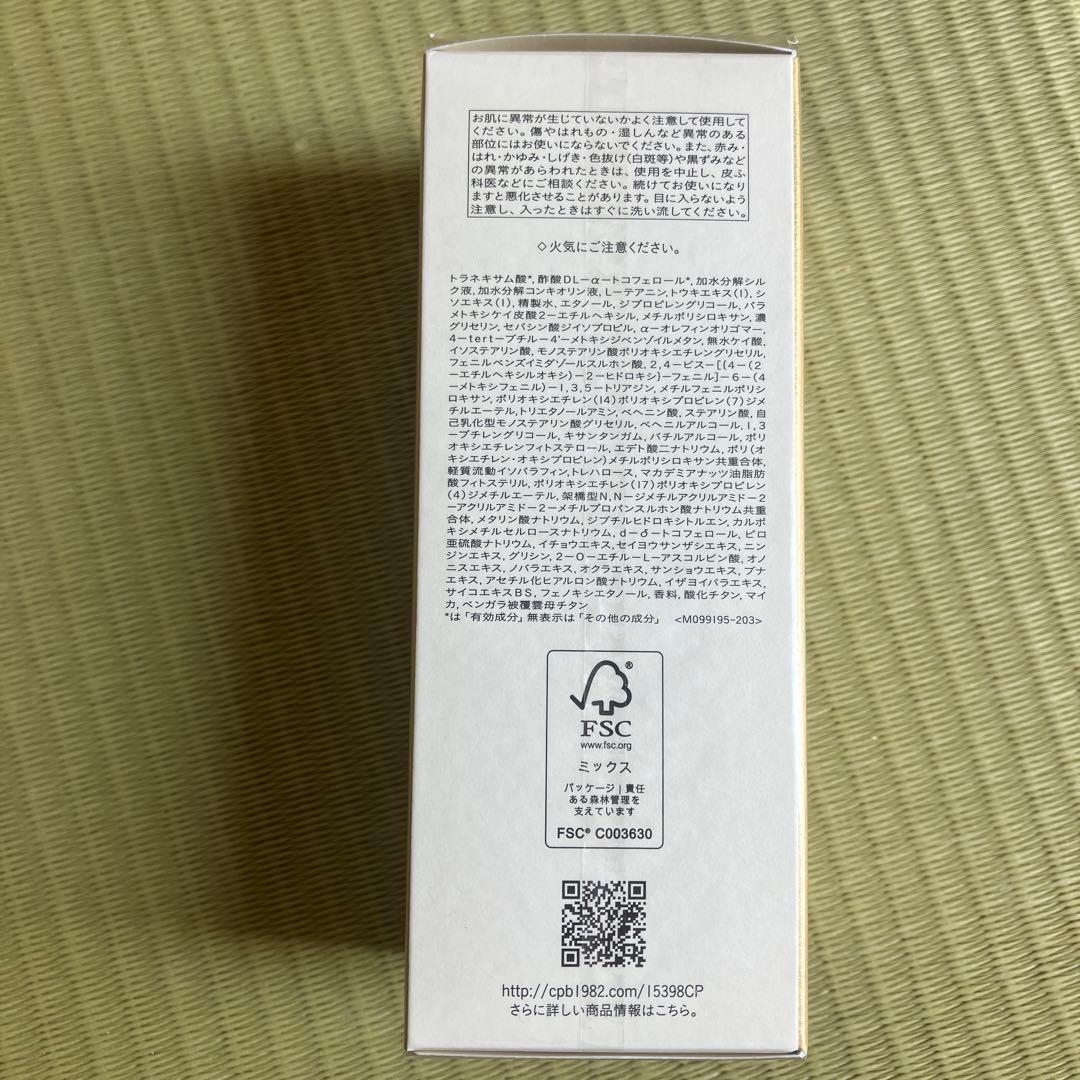 お肌に異常が生じていないかよく注意して使用して
ください。傷やはれもの・湿しんなど異常のある
部位にはお使いにならないでください。また、赤み・
はれ・かゆみ・しげき・色抜け(白斑等)や黒ずみなど
の異常があらわれたときは、使用を中止し、皮ふ
科医などにご相談ください。続けてお使いになり
ますと悪化させることがあります。目に入らないよう
注意し、入ったときはすぐに洗い流してください。
◇火気にご注意ください。
トラネキサム酸*, 酢酸DL－α－トコフェロール*, 加水分解シル
ク液, 加水分解コンキオリン液, L－テアニン, トウキエキス(1), シ
ソエキス(1), 精製水, エタノール, ジプロピレングリコール, パラ
メトキシケイ皮酸2－エチルヘキシル, メチルポリシロキサン, 濃
グリセリン, セバシン酸ジイソプロピル, α－オレフィンオリゴマー,
4－tert－ブチル－4'－メトキシジベンゾイルメタン, 無水ケイ酸,
イソステアリン酸, モノステアリン酸ポリオキシエチレングリセリル,
フェニルベンズイミダゾールスルホン酸, 2,4－ビス－[{4－(2
－エチルヘキシルオキシ)－2－ヒドロキシ}－フェニル]－6－(4
－メトキシフェニル)－1,3,5－トリアジン, メチルフェニルポリシ
ロキサン, ポリオキシエチレン(14)ポリオキシプロピレン(7)ジメ
チルエーテル, トリエタノールアミン, ベヘニン酸, ステアリン酸, 自
己乳化型モノステアリン酸グリセリル, ベヘニルアルコール, 1,3
－ブチレングリコール, キサンタンガム, バチルアルコール, ポリ
オキシエチレンフィトステロール, エデト酸二ナトリウム, ポリ(オ
キシエチレン・オキシプロピレン)メチルポリシロキサン共重合体,
軽質流動イソパラフィン, トレハロース, マカデミアナッツ油脂肪
酸フィトステリル, ポリオキシエチレン(17)ポリオキシプロピレン
(4)ジメチルエーテル, 架橋型N,N－ジメチルアクリルアミド－2
－アクリルアミド－2－メチルプロパンスルホン酸ナトリウム共重
合体, メタリン酸ナトリウム, ジブチルヒドロキシトルエン, カルボ
キシメチルセルロースナトリウム, d－δ－トコフェロール, ピロ
亜硫酸ナトリウム, イチョウエキス, セイヨウサンザシエキス, ニン
ジンエキス, グリシン, 2－O－エチル－L－アスコルビン酸, オノ
ニスエキス, ノバラエキス, オクラエキス, サンショウエキス, ブナ
エキス, アセチル化ヒアルロン酸ナトリウム, イザヨイバラエキス,
サイコエキスBS, フェノキシエタノール, 香料, 酸化チタン, マイ
カ, ベンガラ被覆雲母チタン
*は「有効成分」無表示は「その他の成分」 <M099195-203>
®
FSC
www.fsc.org
ミックス
パッケージ | 責任
ある森林管理を
支えています
FSC® C003630
http://cpb1982.com/15398CP
さらに詳しい商品情報はこちら。